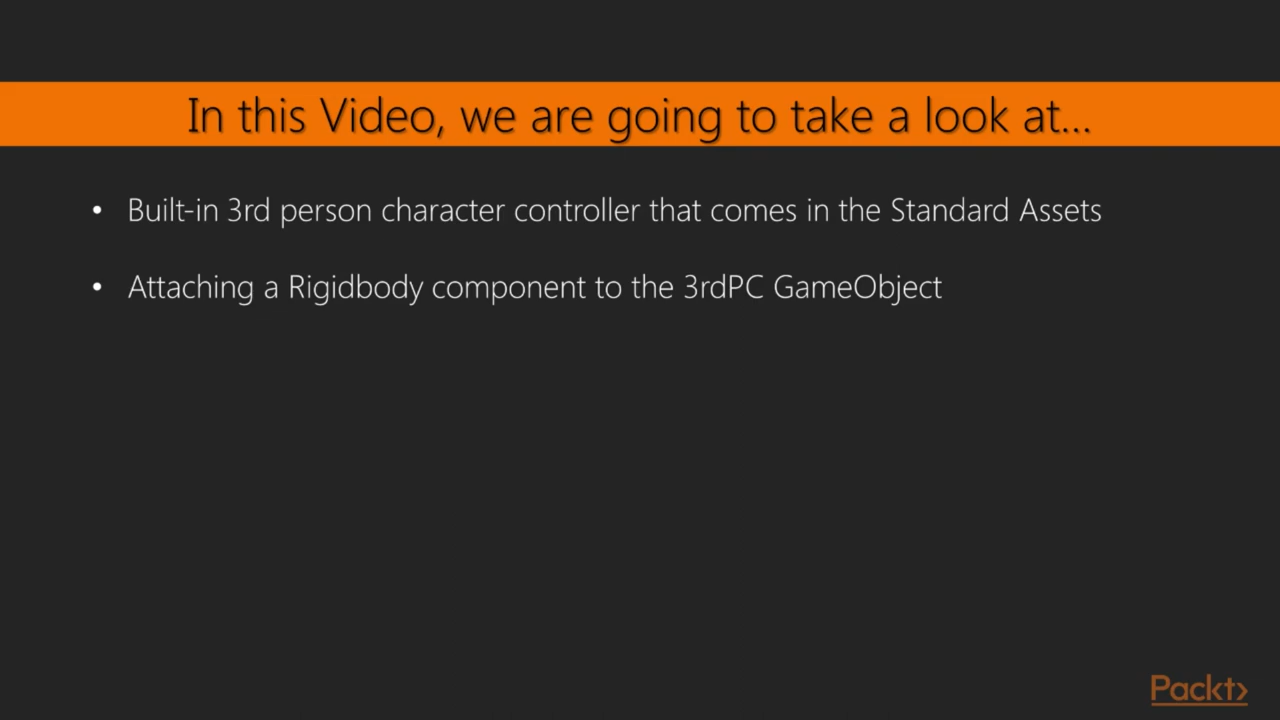 In this Video, we are going to take a look at...
• Built-in 3rd person character controller that comes in the Standard Assets
• Attaching a Rigidbody component to the 3rdPC GameObject
Packt>